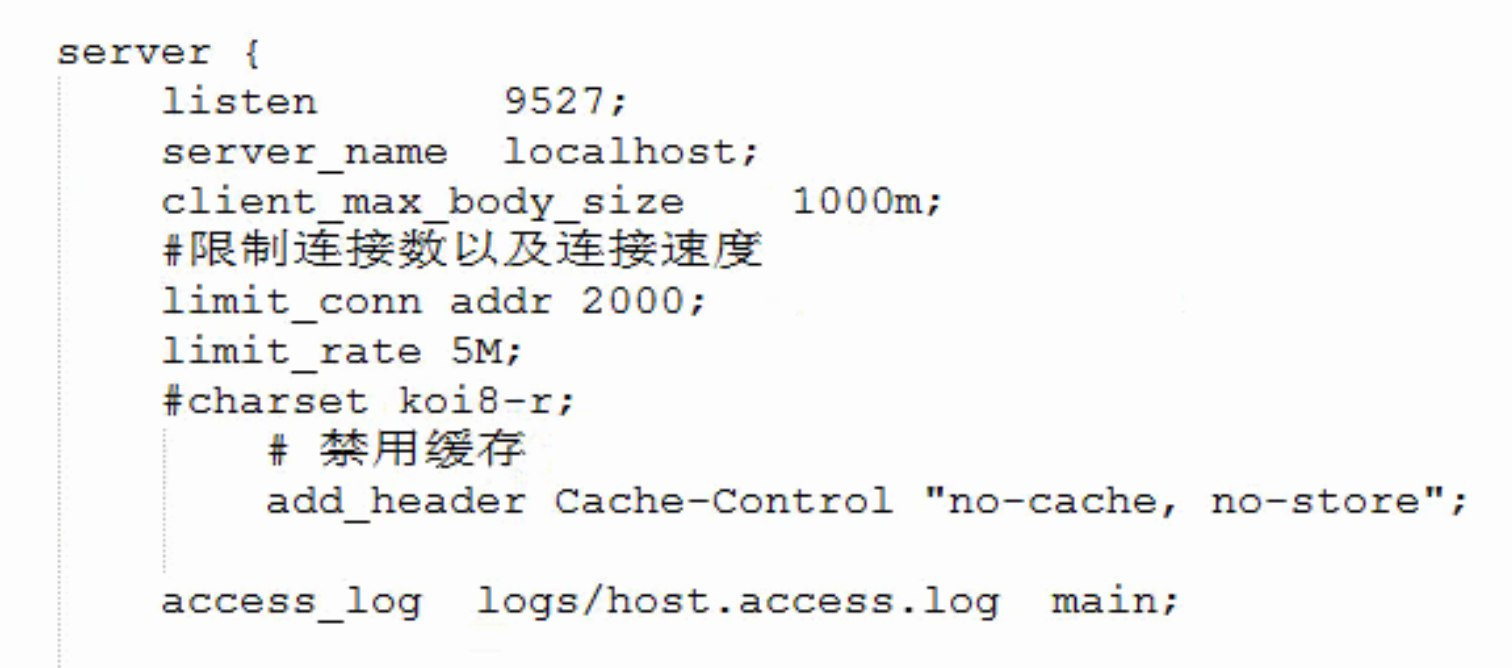 server {
    listen       9527;
    server_name  localhost;
    client_max_body_size    1000m;
    #限制连接数以及连接速度
    limit_conn addr 2000;
    limit_rate 5M;
    #charset koi8-r;
        # 禁用缓存
        add_header Cache-Control "no-cache, no-store";
    access_log  logs/host.access.log  main;